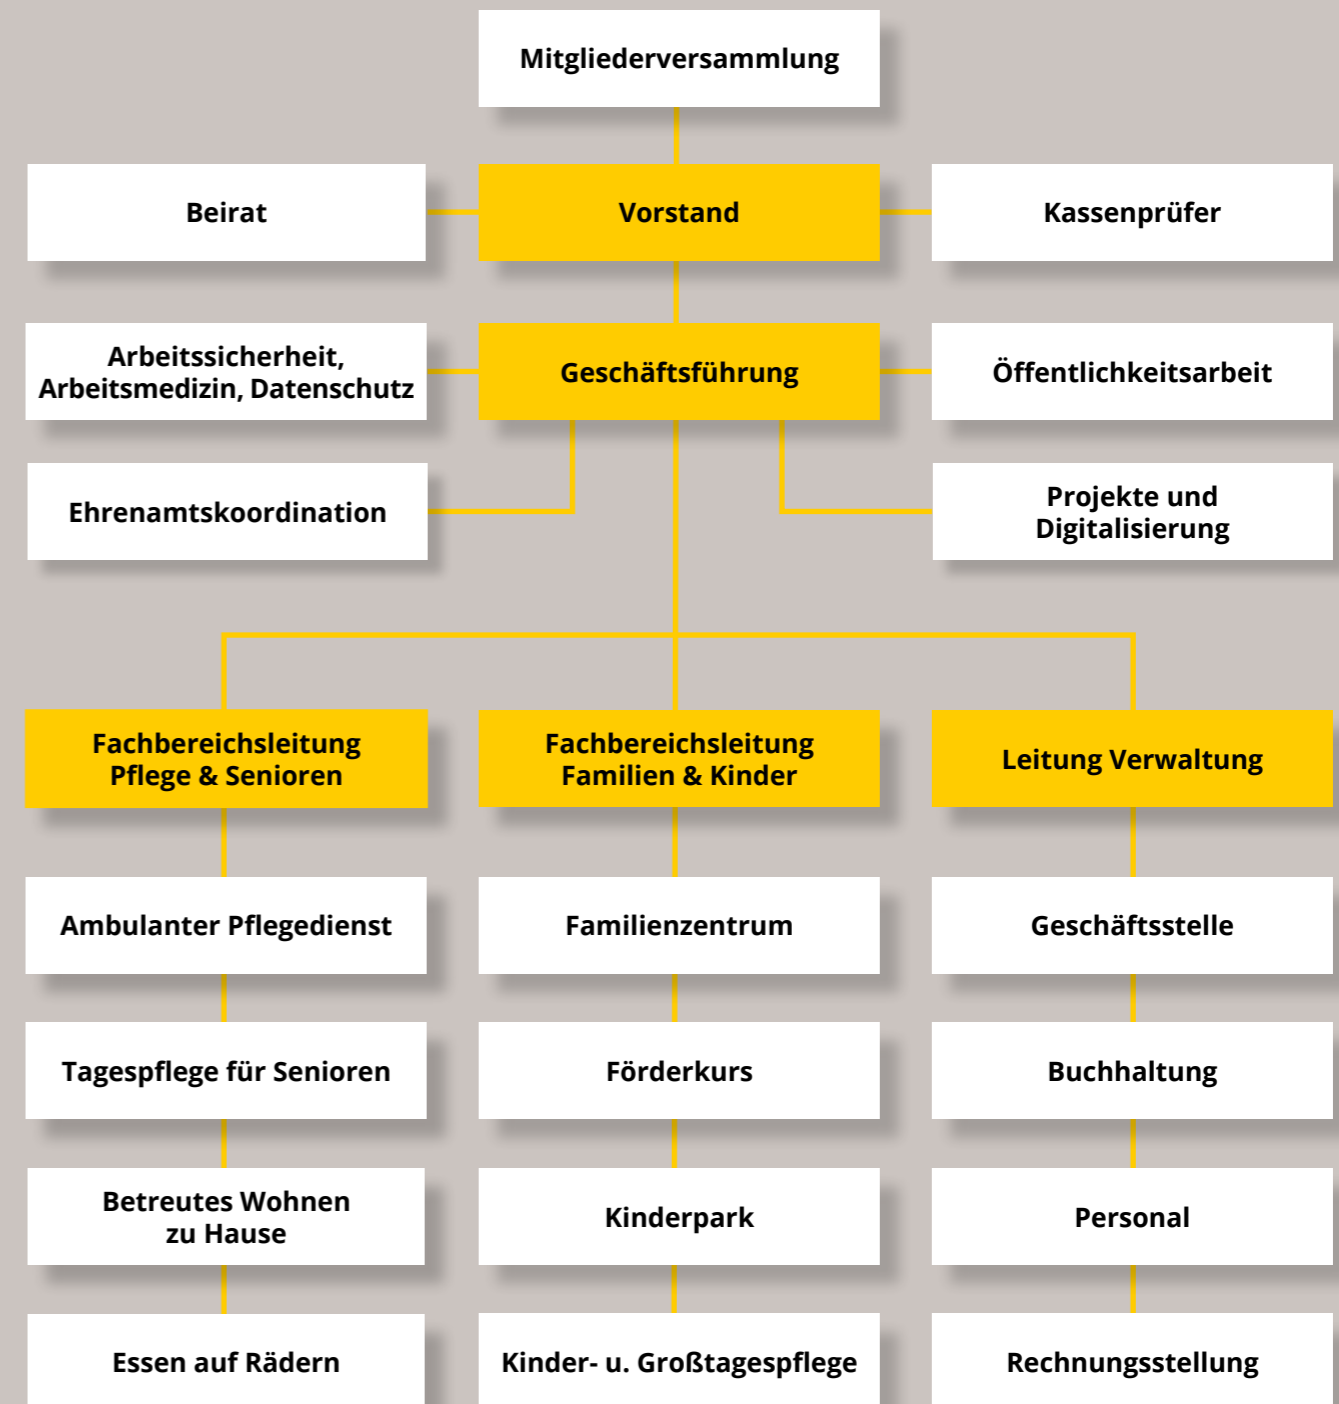 Mitgliederversammlung
Beirat
Vorstand
Kassenprüfer
Arbeitssicherheit,
Arbeitsmedizin, Datenschutz
Geschäftsführung
Öffentlichkeitsarbeit
Ehrenamtskoordination
Projekte und
Digitalisierung
Fachbereichsleitung
Pflege & Senioren
Fachbereichsleitung
Familien & Kinder
Leitung Verwaltung
Ambulanter Pflegedienst
Familienzentrum
Geschäftsstelle
Tagespflege für Senioren
Förderkurs
Buchhaltung
Betreutes Wohnen
zu Hause
Kinderpark
Personal
Essen auf Rädern
Kinder- u. Großtagespflege
Rechnungsstellung